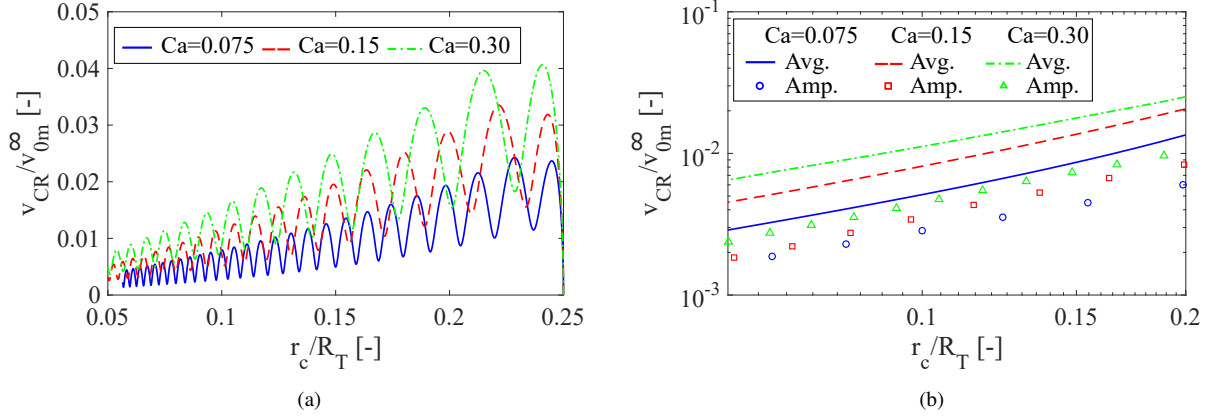 0.05
0.04
0.03
0.02
0.01
0
v_CR/v_0m^∞ [-]
Ca=0.075 Ca=0.15 Ca=0.30
0.05 0.1 0.15 0.2 0.25
r_c/R_T [-]
(a)
10^-1
10^-2
10^-3
v_CR/v_0m^∞ [-]
Ca=0.075 Ca=0.15 Ca=0.30
Avg. Avg. Avg.
Amp. Amp. Amp.
0.1 0.15 0.2
r_c/R_T [-]
(b)